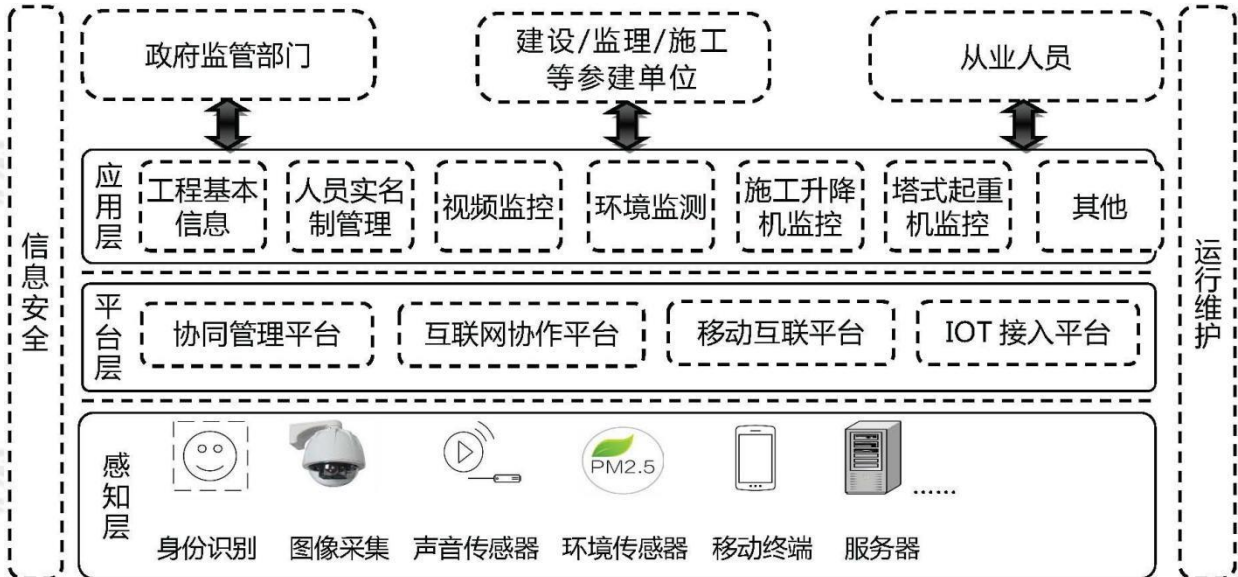 政府监管部门
建设/监理/施工
等参建单位
从业人员
信息安全
应用层
工程基本
信息
人员实名
制管理
视频监控
环境监测
施工升降
机监控
塔式起重
机监控
其他
运行维护
平台层
协同管理平台
互联网协作平台
移动互联平台
IOT 接入平台
感知层
PM2.5
......
身份识别
图像采集
声音传感器
环境传感器
移动终端
服务器